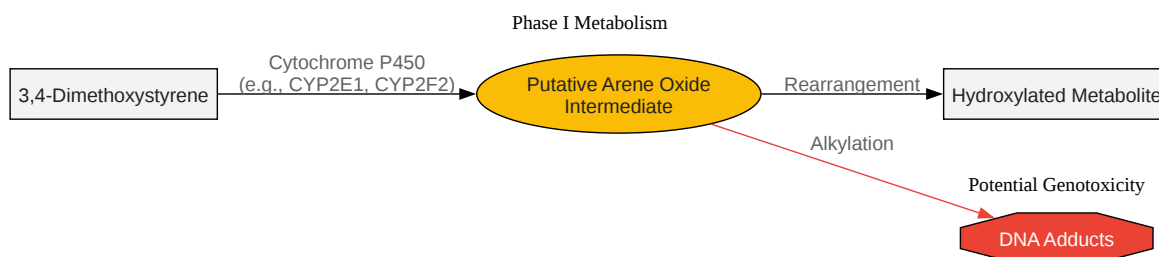 Phase I Metabolism
3,4-Dimethoxystyrene
Cytochrome P450
(e.g., CYP2E1, CYP2F2)
Putative Arene Oxide
Intermediate
Rearrangement
Hydroxylated Metabolite
Alkylation
Potential Genotoxicity
DNA Adducts